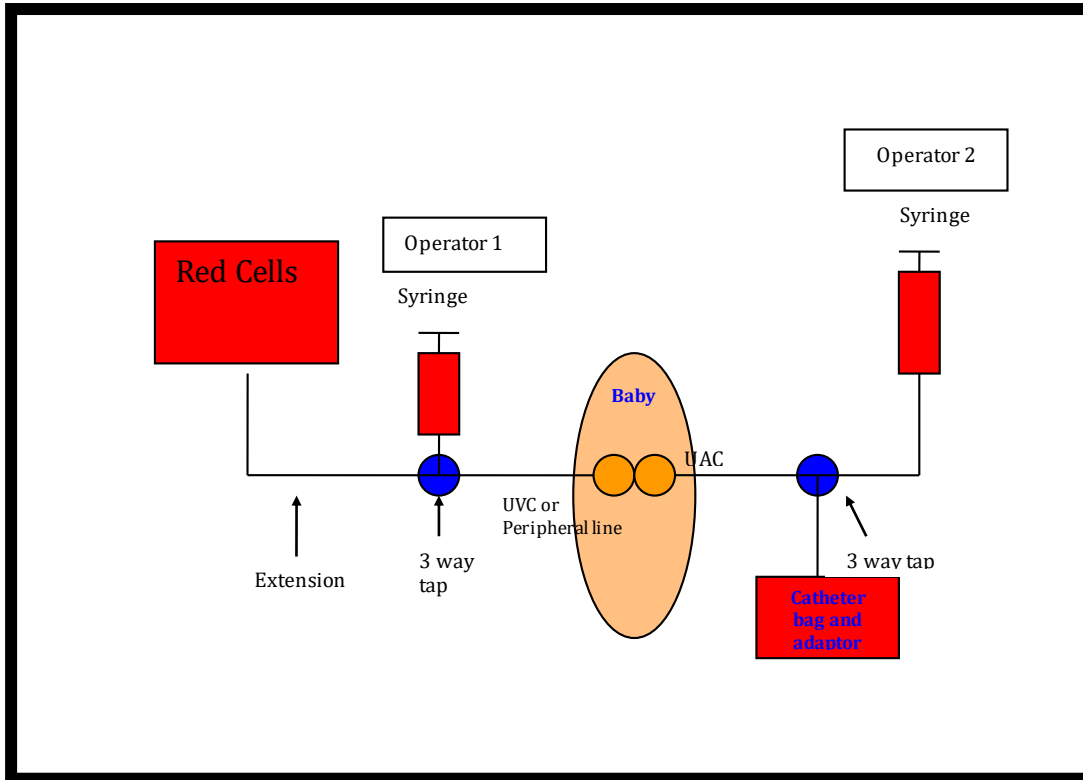 Operator 2
Syringe
Operator 1
Red Cells
Syringe
Baby
UAC
UVC or
Peripheral line
3 way
tap
3 way tap
Extension
Catheter
bag and
adaptor